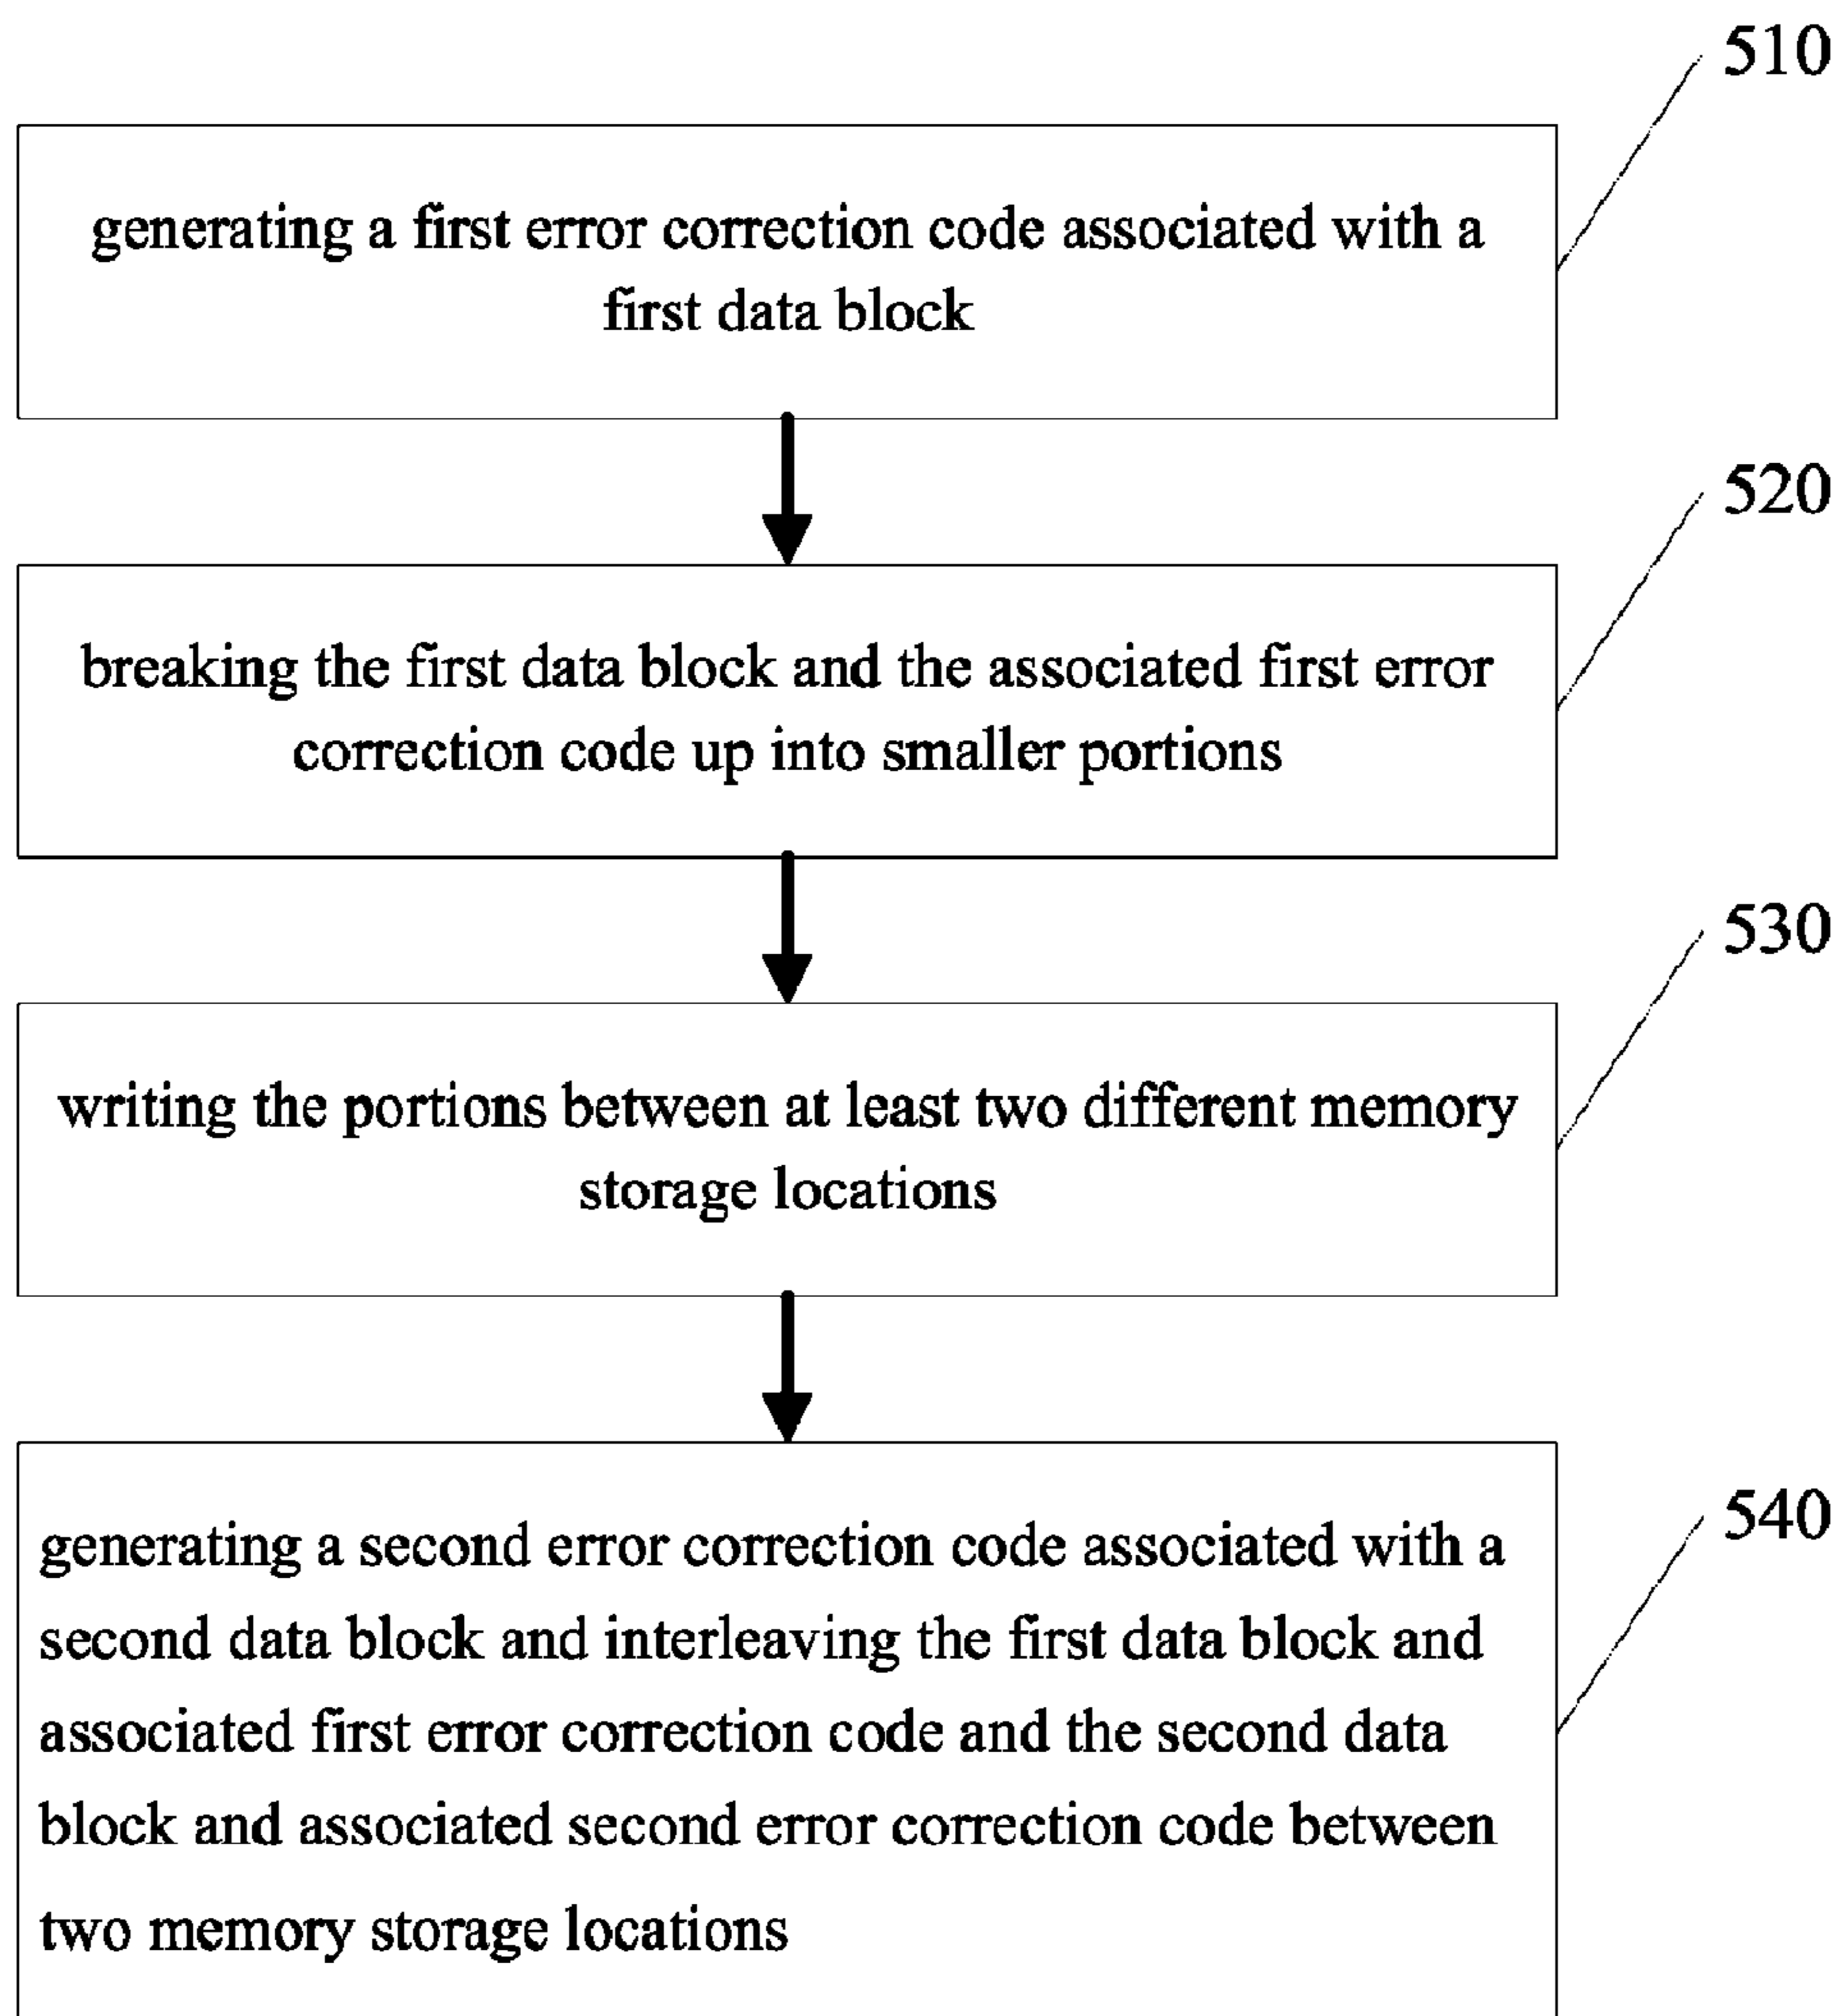 510
generating a first error correction code associated with a
first data block
520
breaking the first data block and the associated first error
correction code up into smaller portions
530
writing the portions between at least two different memory
storage locations
540
generating a second error correction code associated with a
second data block and interleaving the first data block and
associated first error correction code and the second data
block and associated second error correction code between
two memory storage locations